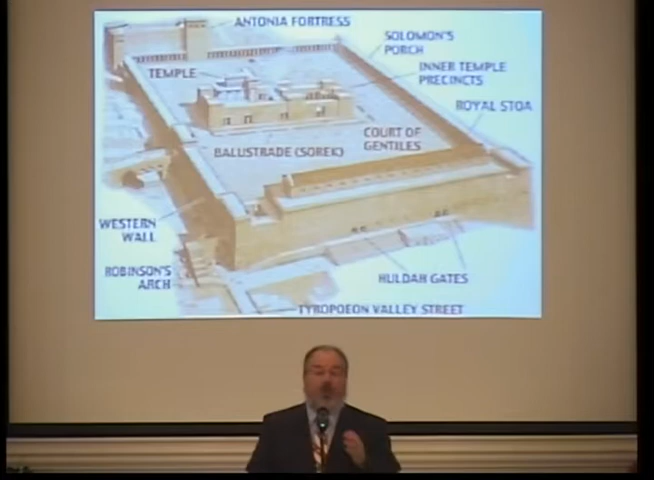 ANTONIA FORTRESS
SOLOMON'S
PORCH
TEMPLE
INNER TEMPLE
PRECINCTS
ROYAL STOA
COURT OF
GENTILES
BALUSTRADE (SOREK)
WESTERN
WALL
ROBINSON'S
ARCH
HULDAH GATES
TYROPOEON VALLEY STREET